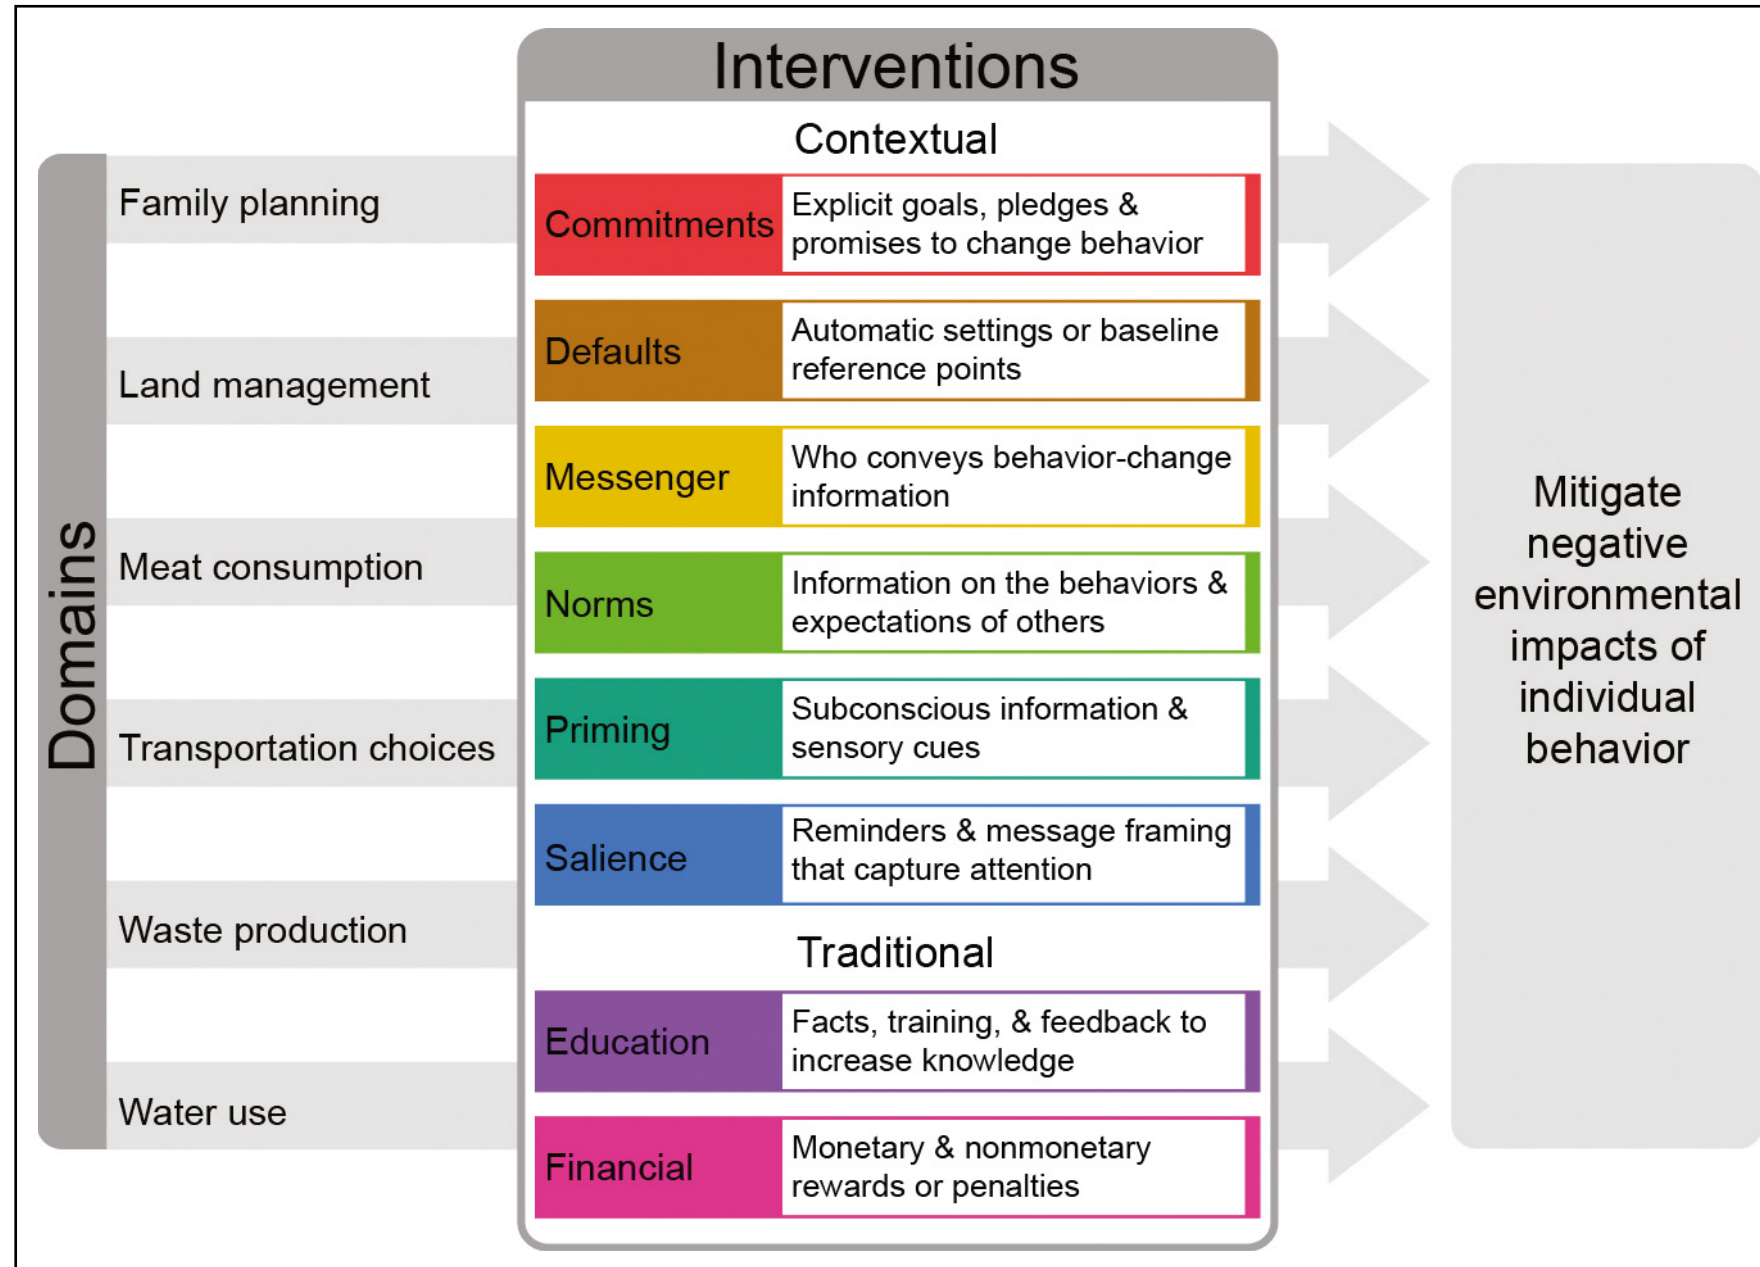 Interventions
Domains
Family planning
Land management
Meat consumption
Transportation choices
Waste production
Water use
Contextual
Commitments
Explicit goals, pledges &
promises to change behavior
Defaults
Automatic settings or baseline
reference points
Messenger
Who conveys behavior-change
information
Norms
Information on the behaviors &
expectations of others
Priming
Subconscious information &
sensory cues
Salience
Reminders & message framing
that capture attention
Traditional
Education
Facts, training, & feedback to
increase knowledge
Financial
Monetary & nonmonetary
rewards or penalties
Mitigate
negative
environmental
impacts of
individual
behavior